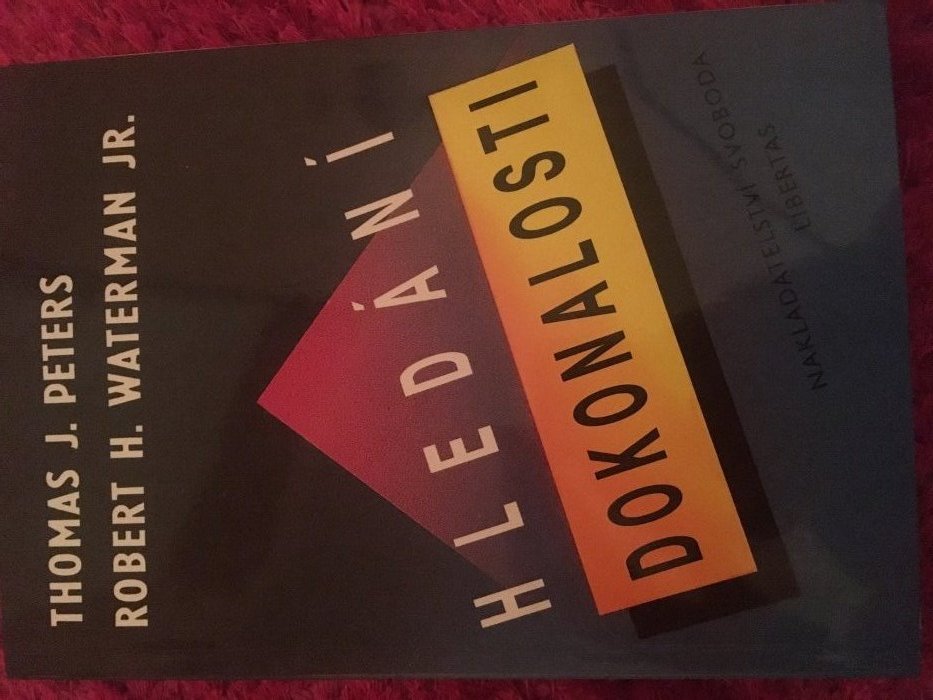 THOMAS J. PETERS
ROBERT H. WATERMAN JR.
HLEDÁNÍ
DOKONALOSTI
NAKLADATELSTVÍ SVOBODA
LIBERTAS